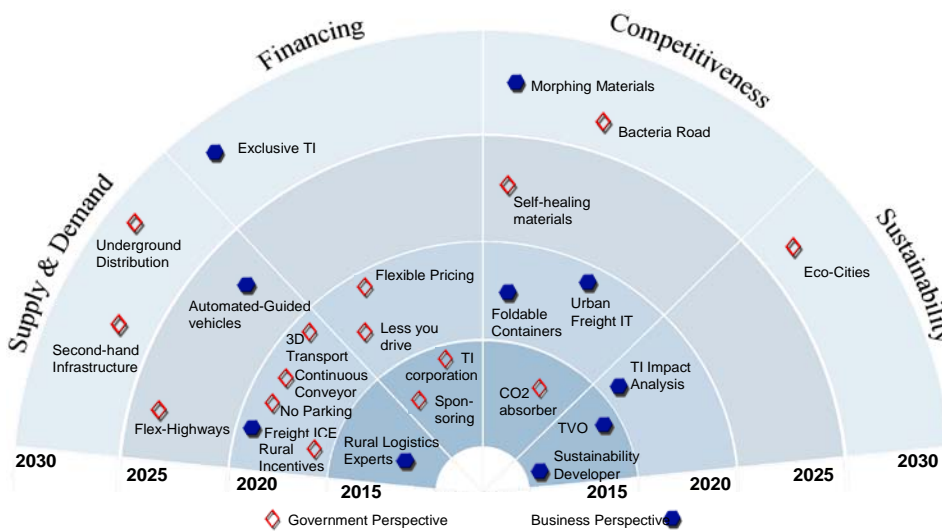 Financing
Competitiveness
Supply & Demand
Sustainability
Morphing Materials
Bacteria Road
Exclusive TI
Self-healing
materials
Underground
Distribution
Eco-Cities
Flexible Pricing
Automated-Guided
vehicles
Foldable
Containers
Urban
Freight IT
Second-hand
Infrastructure
3D
Transport
Less you
drive
TI
corporation
TI Impact
Analysis
Continuous
Conveyor
CO2
absorber
No Parking
Spon-
soring
Flex-Highways
Freight ICE
TVO
Rural
Incentives
Rural Logistics
Experts
Sustainability
Developer
2030
2025
2020
2015
2015
2020
2025
2030
Government Perspective
Business Perspective